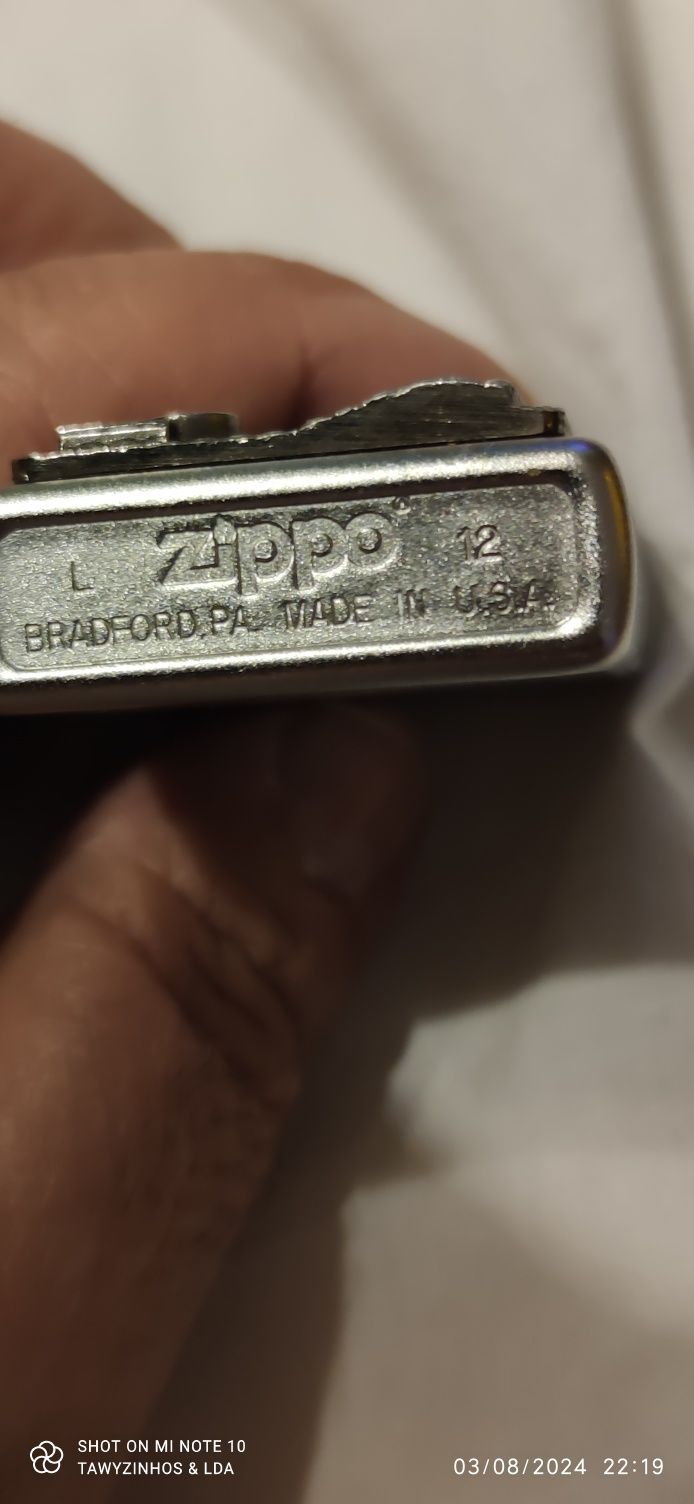 L zippo® 12
BRADFORD,PA. MADE IN U.S.A.
SHOT ON MI NOTE 10
TAWYZINHOS & LDA
03/08/2024 22:19